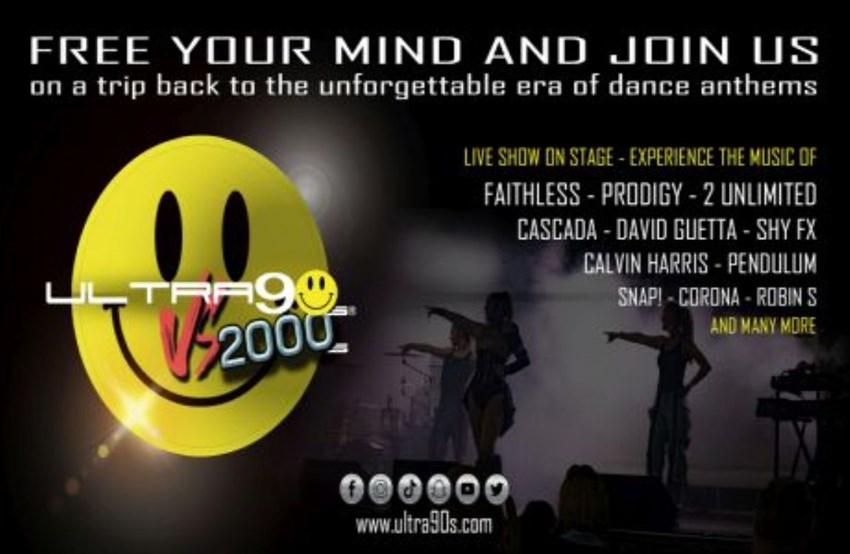 FREE YOUR MIND AND JOIN US
on a trip back to the unforgettable era of dance anthems
LIVE SHOW ON STAGE - EXPERIENCE THE MUSIC OF
FAITHLESS - PRODIGY - 2 UNLIMITED
CASCADA - DAVID GUETTA - SHY FX
CALVIN HARRIS - PENDULUM
SNAP! - CORONA - ROBIN S
AND MANY MORE
ULTRA90s®
VS 2000s
www.ultra90s.com